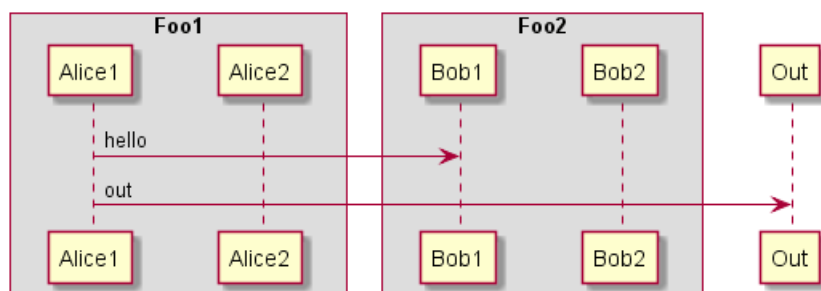 Foo1 Foo2
Alice1 Alice2 Bob1 Bob2 Out
hello
out
Alice1 Alice2 Bob1 Bob2 Out